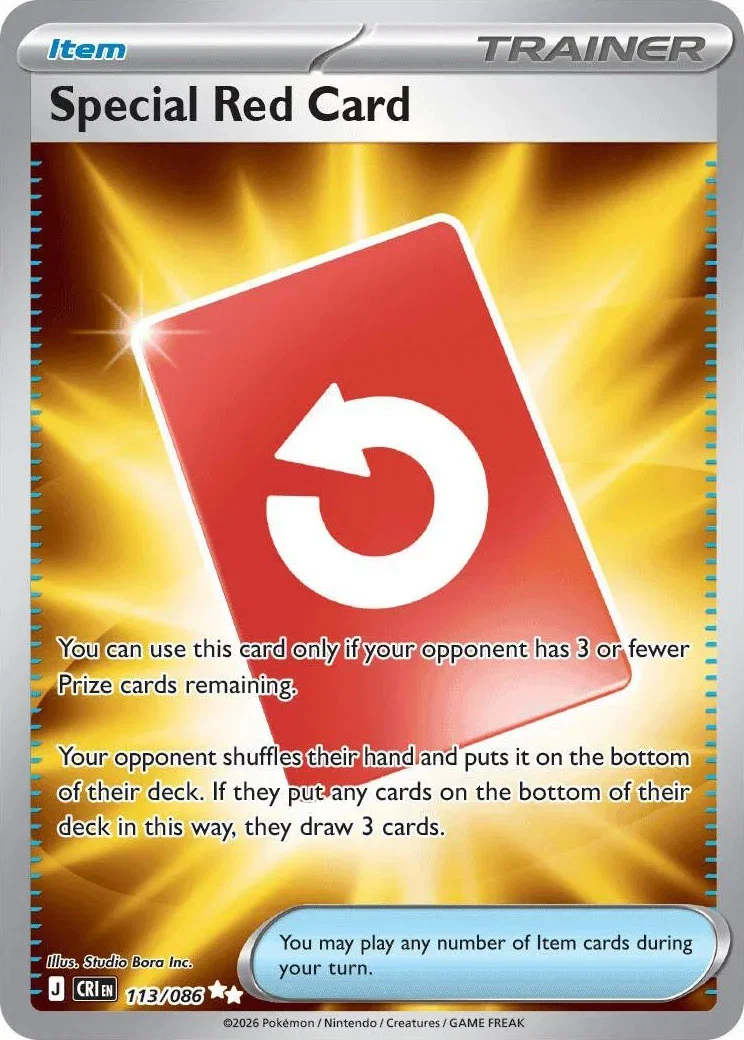 Item
TRAINER
Special Red Card
You can use this card only if your opponent has 3 or fewer
Prize cards remaining.
Your opponent shuffles their hand and puts it on the bottom
of their deck. If they put any cards on the bottom of their
deck in this way, they draw 3 cards.
You may play any number of Item cards during
your turn.
Illus. Studio Bora Inc.
J CRI EN 113/086
©2026 Pokémon / Nintendo / Creatures / GAME FREAK